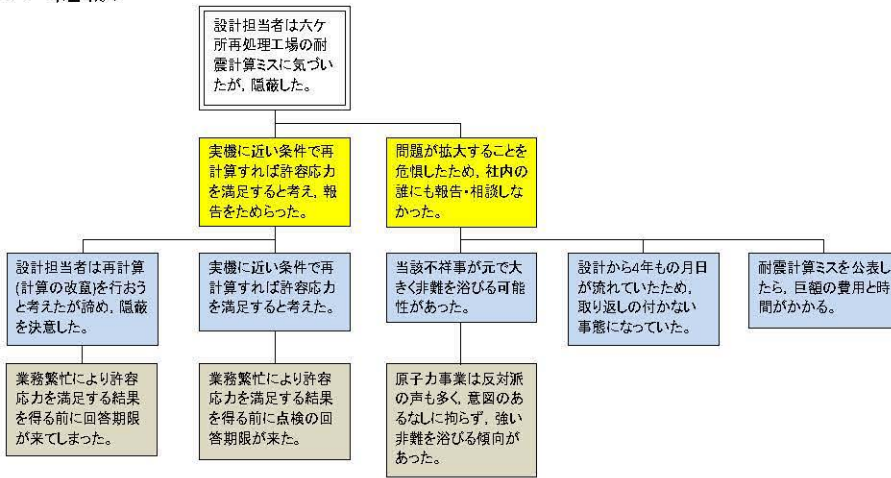 設計担当者は六ケ
所再処理工場の耐
震計算ミスに気づい
たが，隠蔽した。
実機に近い条件で再
計算すれば許容応力
を満足すると考え，報
告をためらった。
問題が拡大することを
危惧したため，社内の
誰にも報告・相談しな
かった。
設計担当者は再計算
(計算の改竄)を行おう
と考えたが諦め，隠蔽
を決意した。
実機に近い条件で再
計算すれば許容応力
を満足すると考えた。
当該不祥事が元で大
きく非難を浴びる可能
性があった。
設計から4年もの月日
が流れていたため，
取り返しの付かない
事態になっていた。
耐震計算ミスを公表し
たら，巨額の費用と時
間がかかる。
業務繁忙により許容
応力を満足する結果
を得る前に回答期限
が来てしまった。
業務繁忙により許容
応力を満足する結果
を得る前に点検の回
答期限が来た。
原子力事業は反対派
の声も多く，意図のあ
るなしに拘らず，強い
非難を浴びる傾向が
あった。